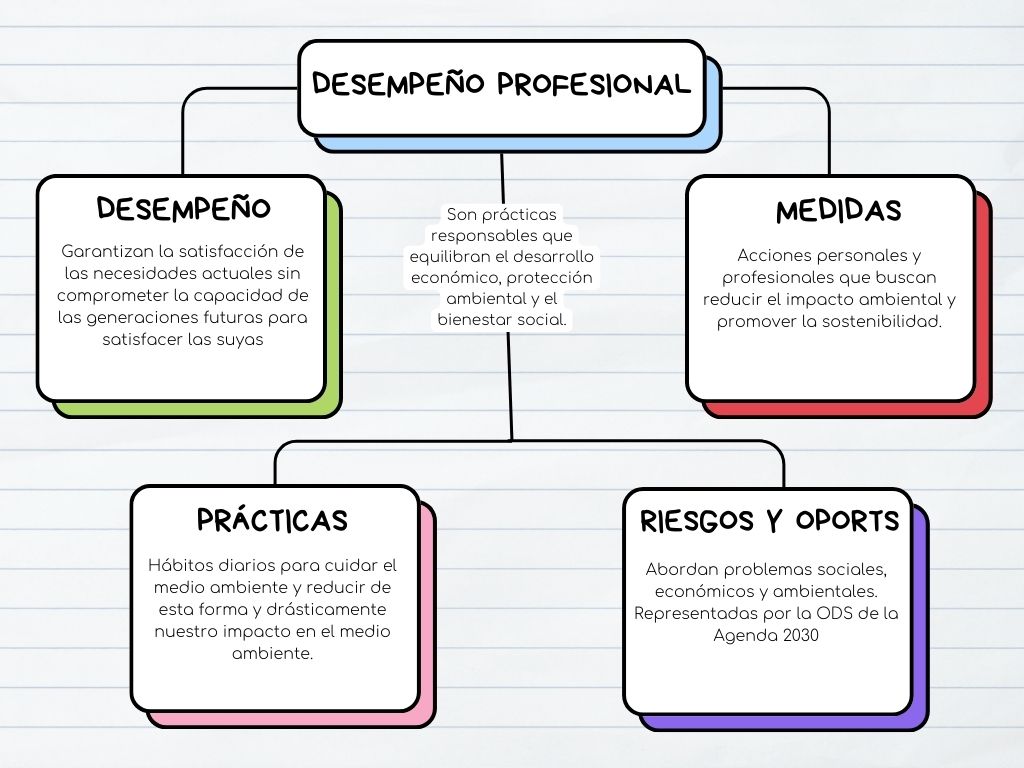 DESEMPEÑO PROFESIONAL
DESEMPEÑO
Garantizan la satisfacción de
las necesidades actuales sin
comprometer la capacidad de
las generaciones futuras para
satisfacer las suyas
Son prácticas
responsables que
equilibran el desarrollo
económico, protección
ambiental y el
bienestar social.
MEDIDAS
Acciones personales y
profesionales que buscan
reducir el impacto ambiental y
promover la sostenibilidad.
PRÁCTICAS
Hábitos diarios para cuidar el
medio ambiente y reducir de
esta forma y drásticamente
nuestro impacto en el medio
ambiente.
RIESGOS Y OPORTS
Abordan problemas sociales,
económicos y ambientales.
Representadas por la ODS de la
Agenda 2030